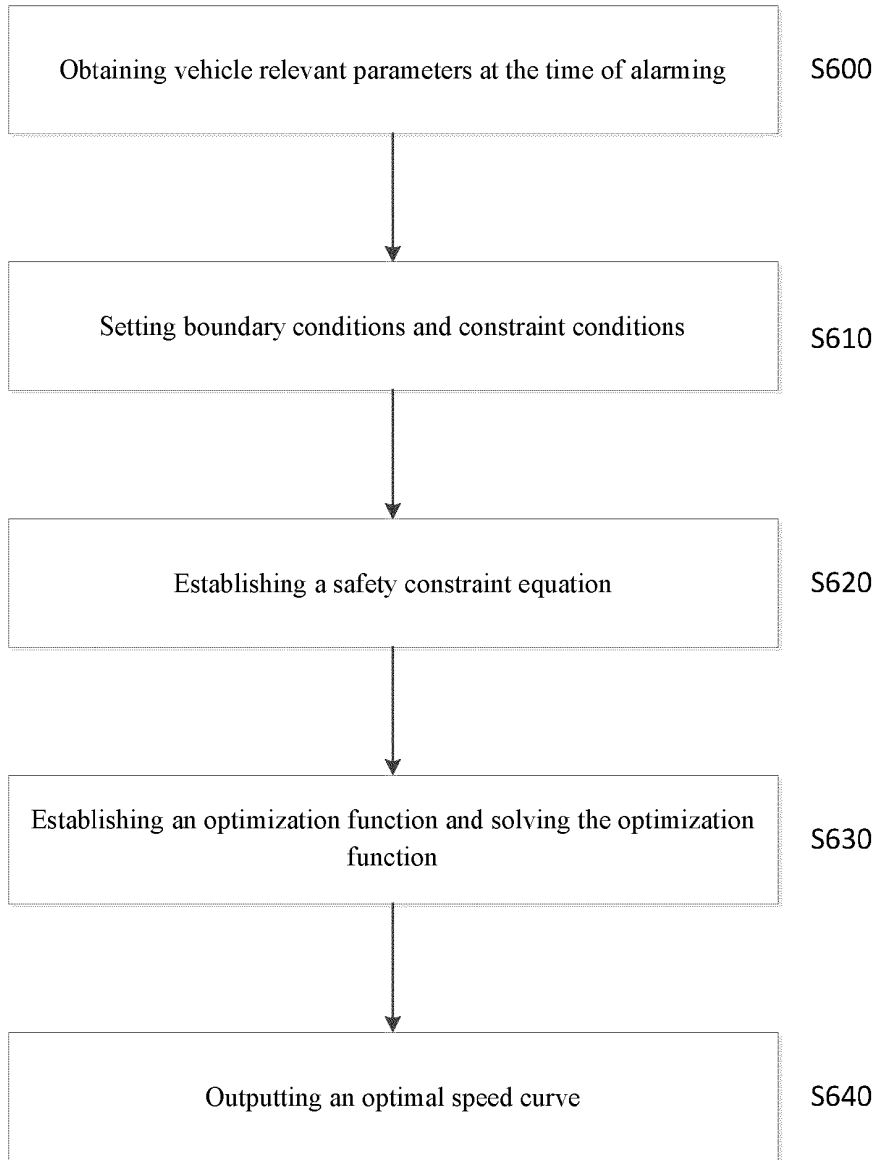 Obtaining vehicle relevant parameters at the time of alarming
S600
Setting boundary conditions and constraint conditions
S610
Establishing a safety constraint equation
S620
Establishing an optimization function and solving the optimization
function
S630
Outputting an optimal speed curve
S640